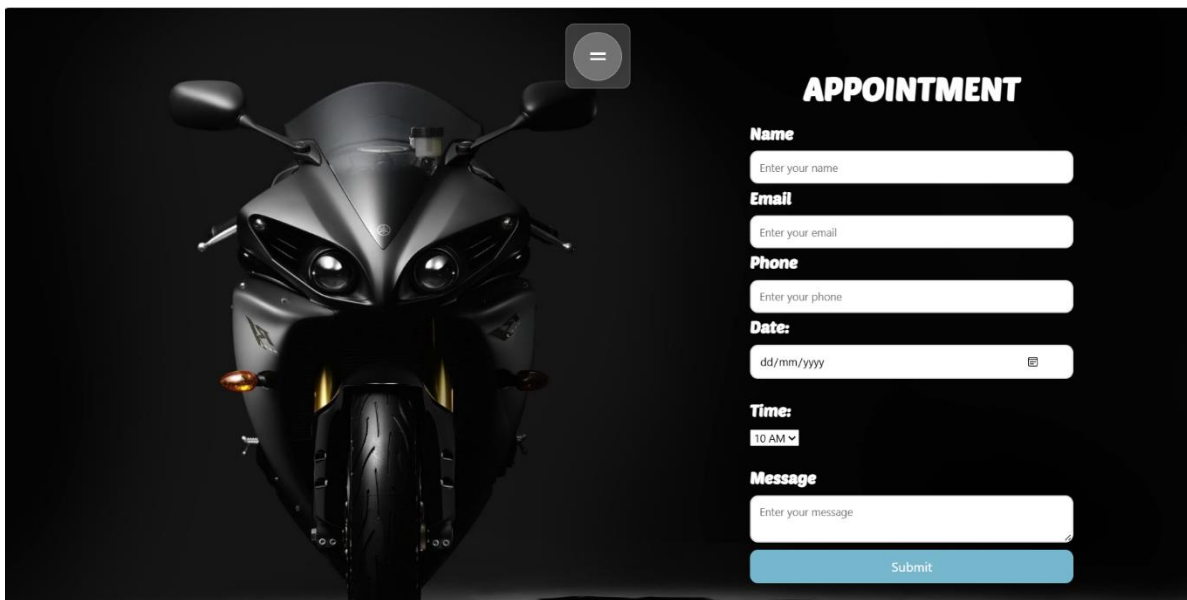 APPOINTMENT
Name
Enter your name
Email
Enter your email
Phone
Enter your phone
Date:
dd/mm/yyyy
Time:
10 AM
Message
Enter your message
Submit